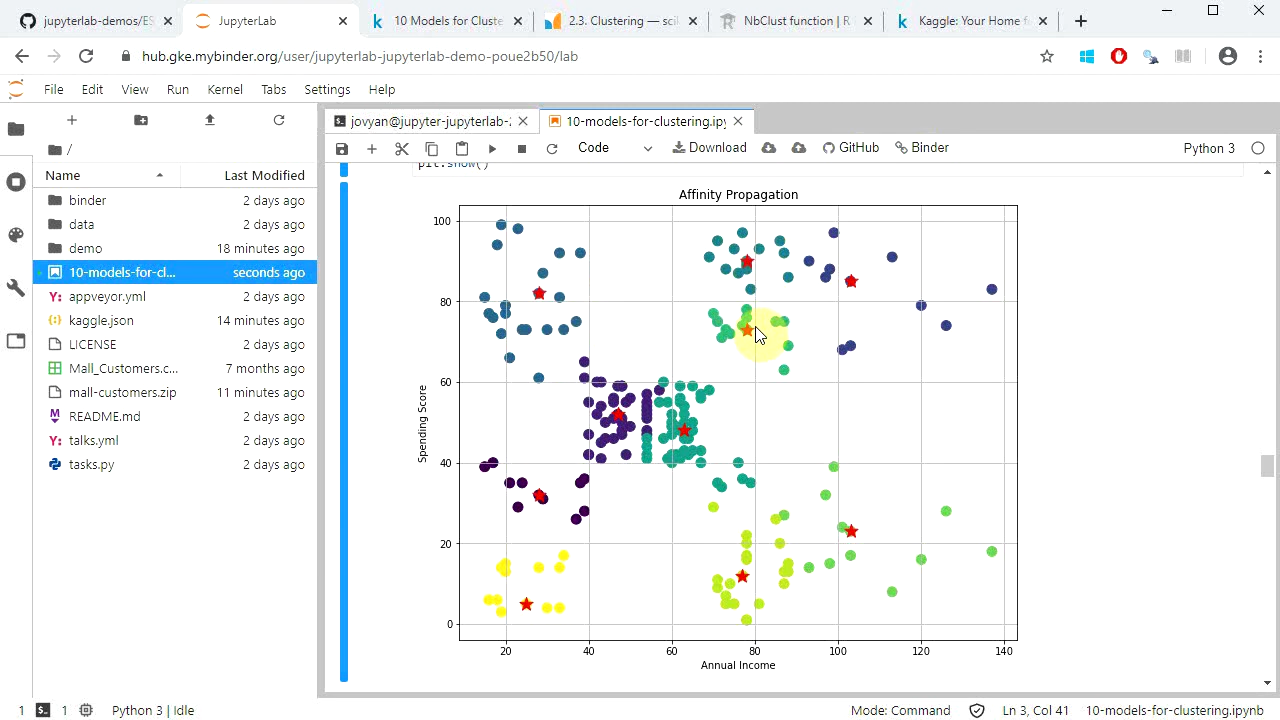 jupyterlab-demos/ES
JupyterLab
10 Models for Cluste
2.3. Clustering — sci
NbClust function | R
Kaggle: Your Home f
hub.gke.mybinder.org/user/jupyterlab-jupyterlab-demo-poue2b50/lab
File Edit View Run Kernel Tabs Settings Help
jovyan@jupyter-jupyterlab-
10-models-for-clustering.ipy
Code
Download
GitHub
Binder
Python 3
/
Name Last Modified
binder 2 days ago
data 2 days ago
demo 18 minutes ago
10-models-for-cl... seconds ago
appveyor.yml 2 days ago
kaggle.json 14 minutes ago
LICENSE 2 days ago
Mall_Customers.c... 7 months ago
mall-customers.zip 11 minutes ago
README.md 2 days ago
talks.yml 2 days ago
tasks.py 2 days ago
plt.show()
Affinity Propagation
100
80
60
40
20
0
Spending Score
20 40 60 80 100 120 140
Annual Income
1 1 Python 3 | Idle
Mode: Command Ln 3, Col 41 10-models-for-clustering.ipynb